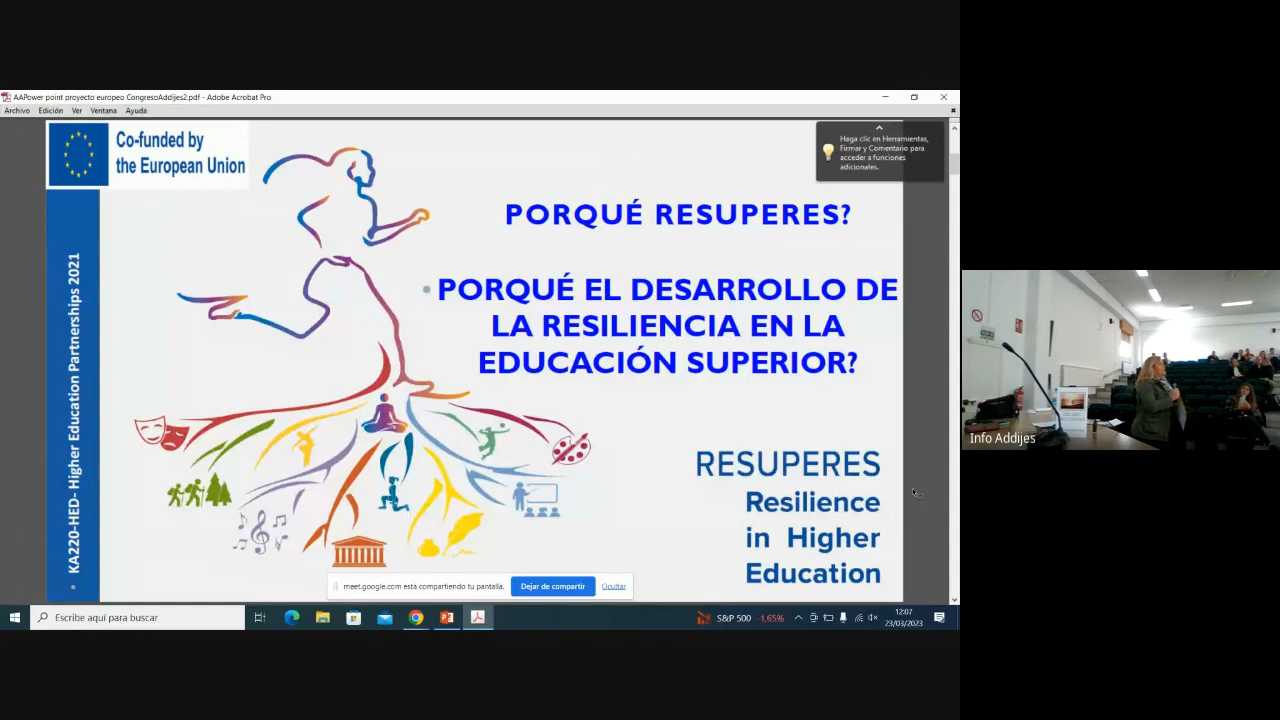 AAPower point proyecto europeo CongresoAddijes2.pdf - Adobe Acrobat Pro
Archivo Edición Ver Ventana Ayuda
Co-funded by
the European Union
Haga clic en Herramientas,
Firmar y Comentario para
acceder a funciones
adicionales.
PORQUÉ RESUPERES?
PORQUÉ EL DESARROLLO DE
LA RESILIENCIA EN LA
EDUCACIÓN SUPERIOR?
KA220-HED- Higher Education Partnerships 2021
RESUPERES
Resilience
in Higher
Education
Info Addijes
meet.google.com está compartiendo tu pantalla.
Dejar de compartir
Ocultar
Escribe aquí para buscar
S&P 500 -1,65%
12:07
23/03/2023